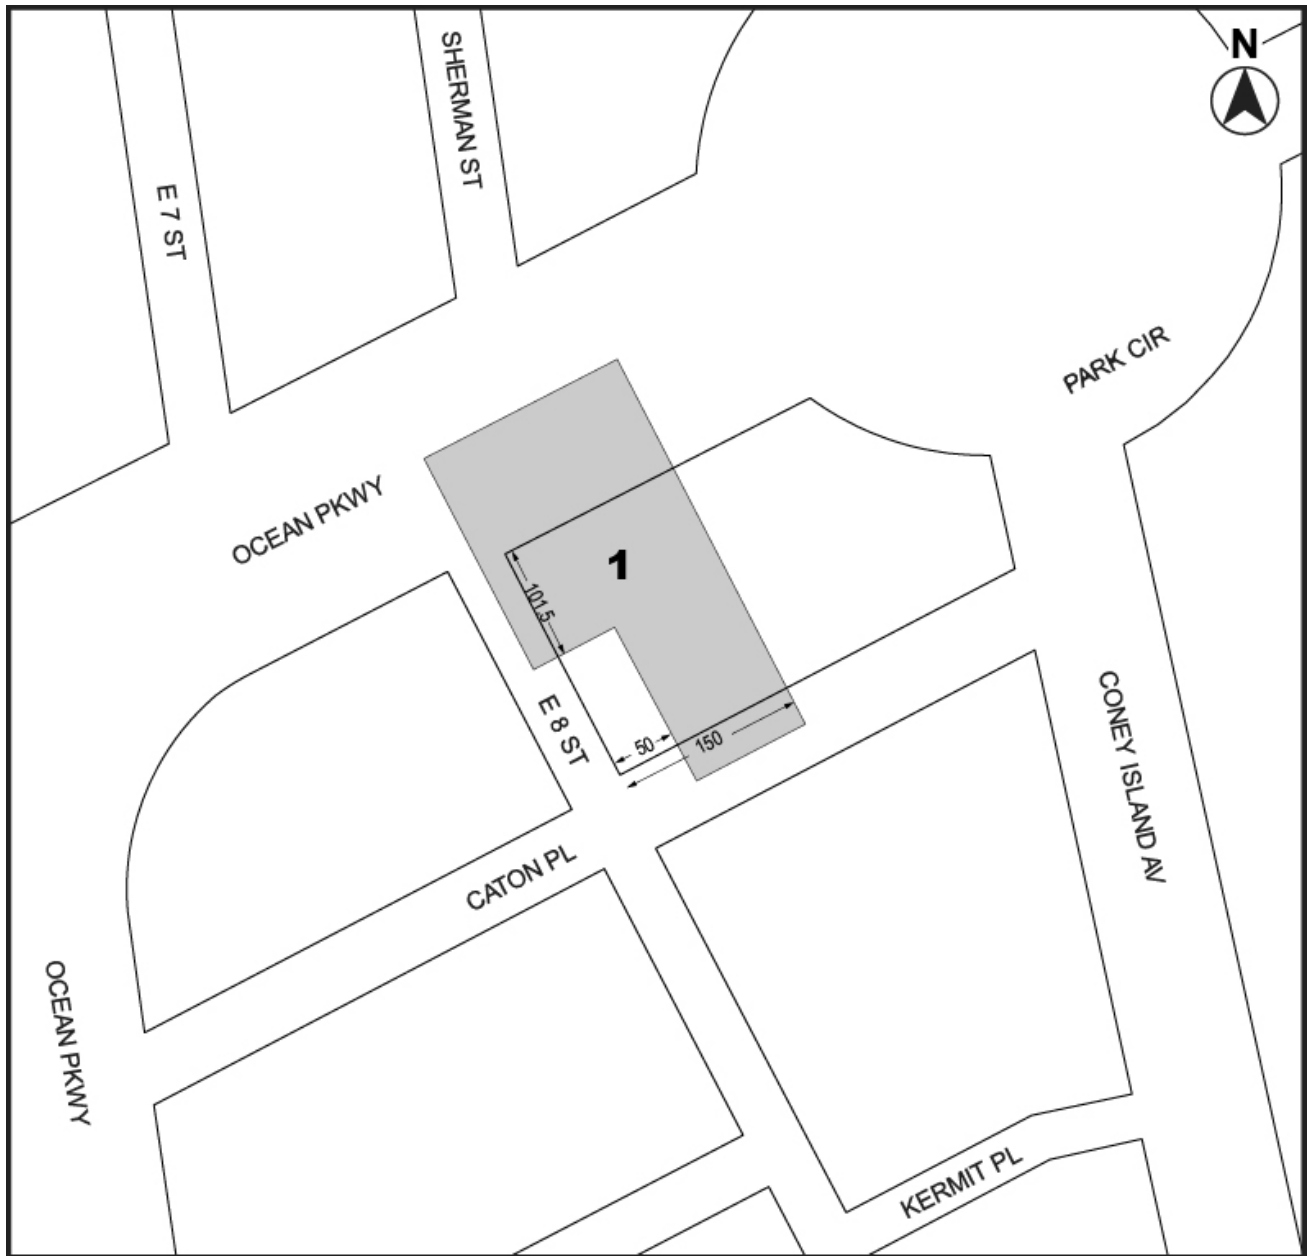 SHERMAN ST
N
E 7 ST
PARK CIR
OCEAN PKWY
1
101.5
E 8 ST
50
150
CONEY ISLAND AV
CATON PL
OCEAN PKWY
KERMIT PL